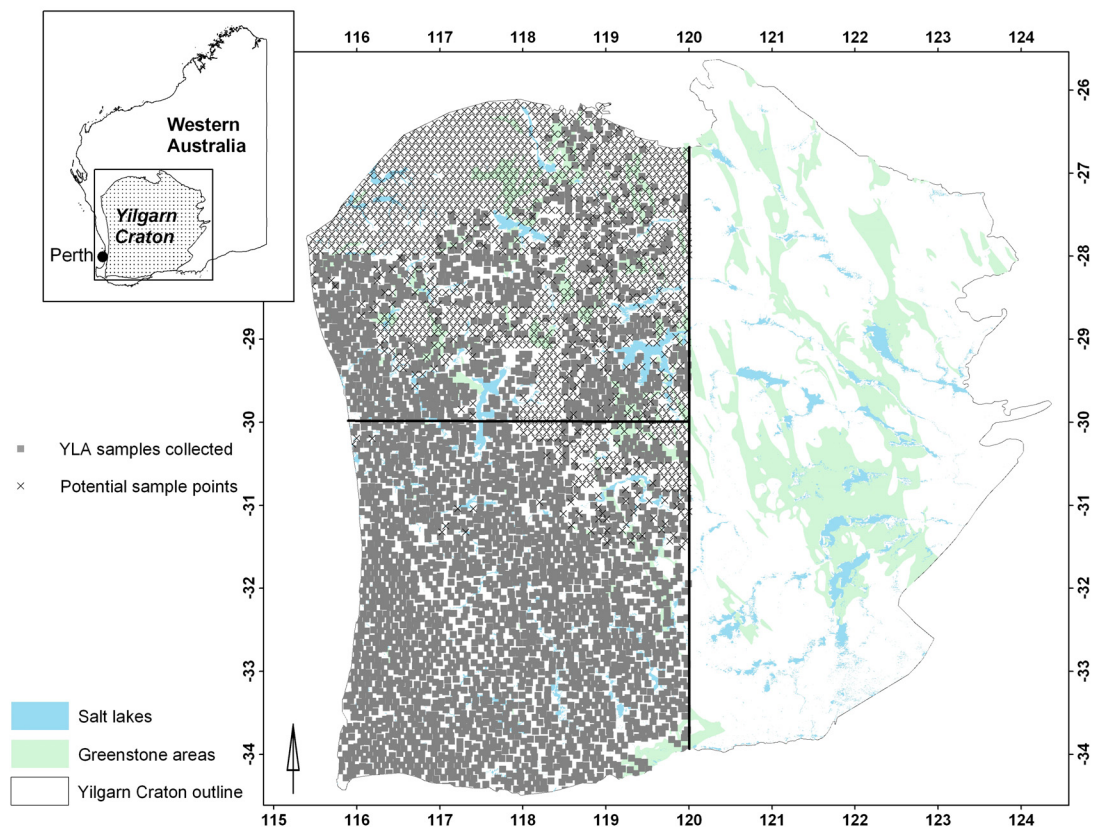 116 117 118 119 120 121 122 123 124
Western
Australia
Yilgarn
Craton
Perth
-26
-27
-28
-29 -29
-30 -30
YLA samples collected
Potential sample points
-31 -31
-32 -32
-33 -33
Salt lakes
Greenstone areas
-34 -34
Yilgarn Craton outline
115 116 117 118 119 120 121 122 123 124